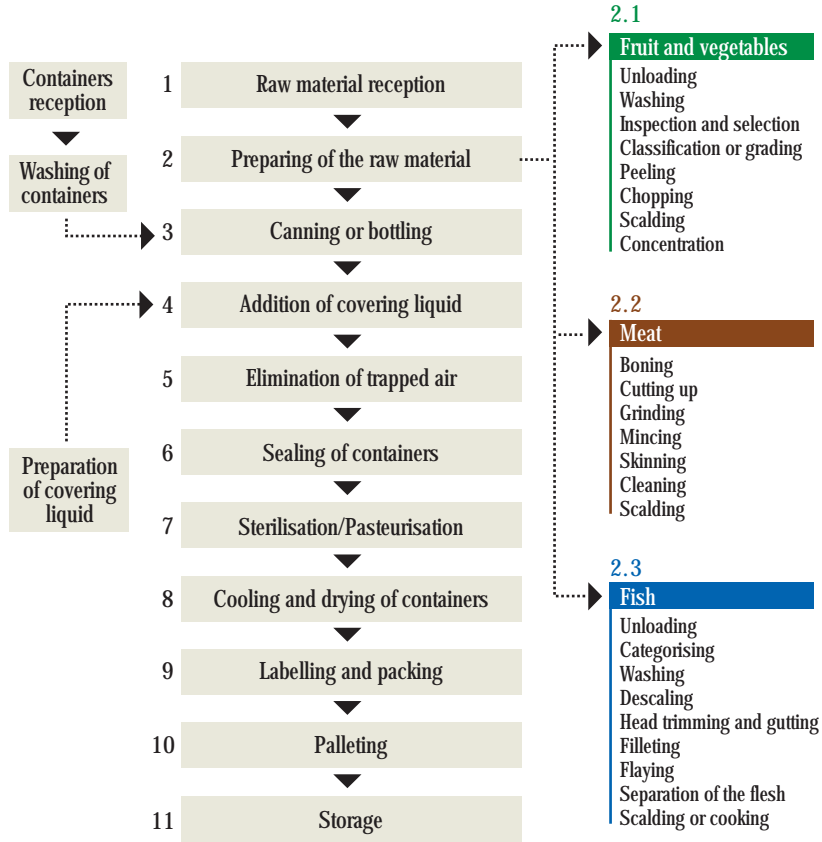 Containers
reception
Washing of
containers
Preparation
of covering
liquid
1 Raw material reception
2 Preparing of the raw material
3 Canning or bottling
4 Addition of covering liquid
5 Elimination of trapped air
6 Sealing of containers
7 Sterilisation/Pasteurisation
8 Cooling and drying of containers
9 Labelling and packing
10 Palleting
11 Storage
2.1
Fruit and vegetables
Unloading
Washing
Inspection and selection
Classification or grading
Peeling
Chopping
Scalding
Concentration
2.2
Meat
Boning
Cutting up
Grinding
Mincing
Skinning
Cleaning
Scalding
2.3
Fish
Unloading
Categorising
Washing
Descaling
Head trimming and gutting
Filleting
Flaying
Separation of the flesh
Scalding or cooking